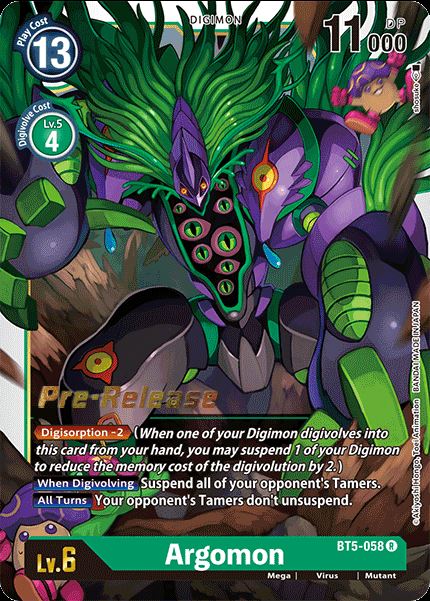 DIGIMON
Play Cost
13
11000
DP
Digivolve Cost
Lv.5
4
Pre-Release
Digisorption -2 (When one of your Digimon digivolves into
this card from your hand, you may suspend 1 of your Digimon
to reduce the memory cost of the digivolution by 2.)
When Digivolving Suspend all of your opponent's Tamers.
All Turns Your opponent's Tamers don't unsuspend.
©Akiyoshi Hongo, Toei Animation BANDAI MADE IN JAPAN
Lv.6
Argomon
BT5-058 R
Mega Virus Mutant